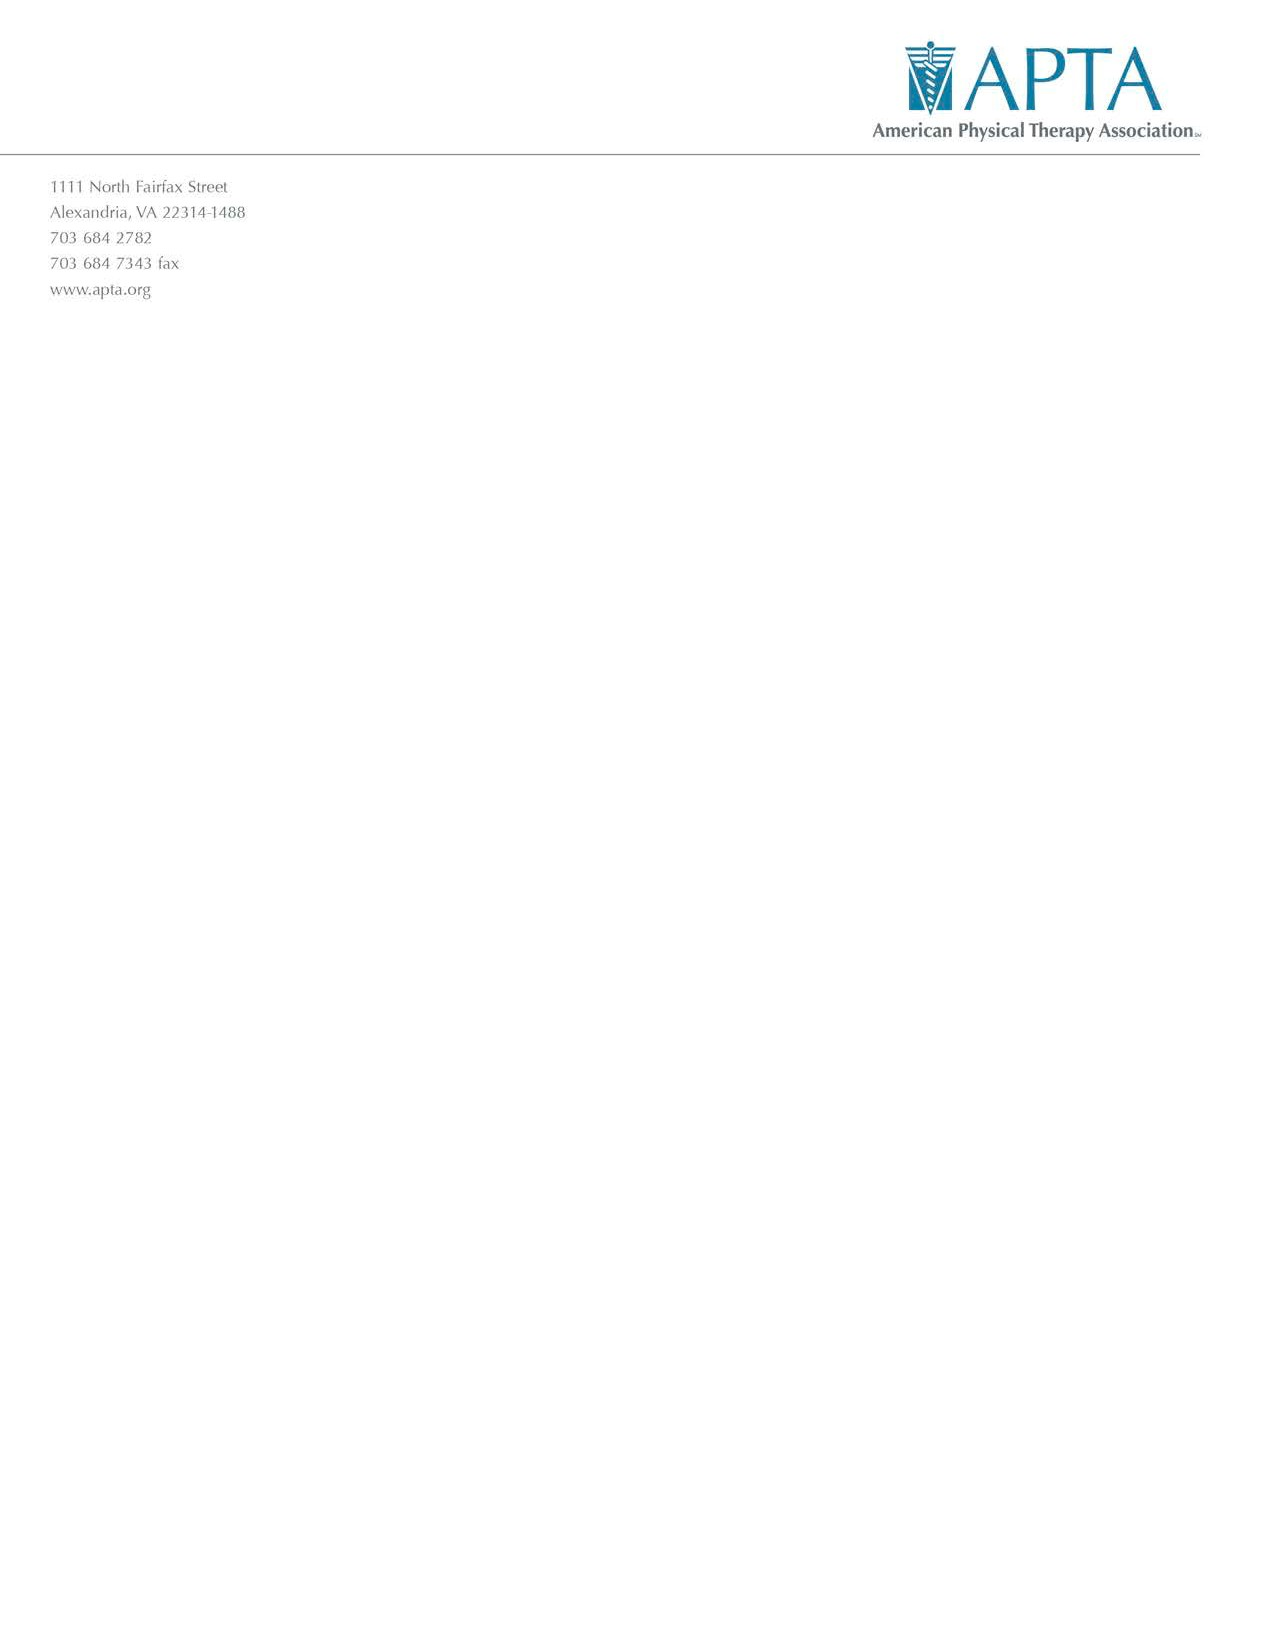 APTA
American Physical Therapy Association
1111 North Fairfax Street
Alexandria, VA 22314-1488
703 684 2782
703 684 7343 fax
www.apta.org